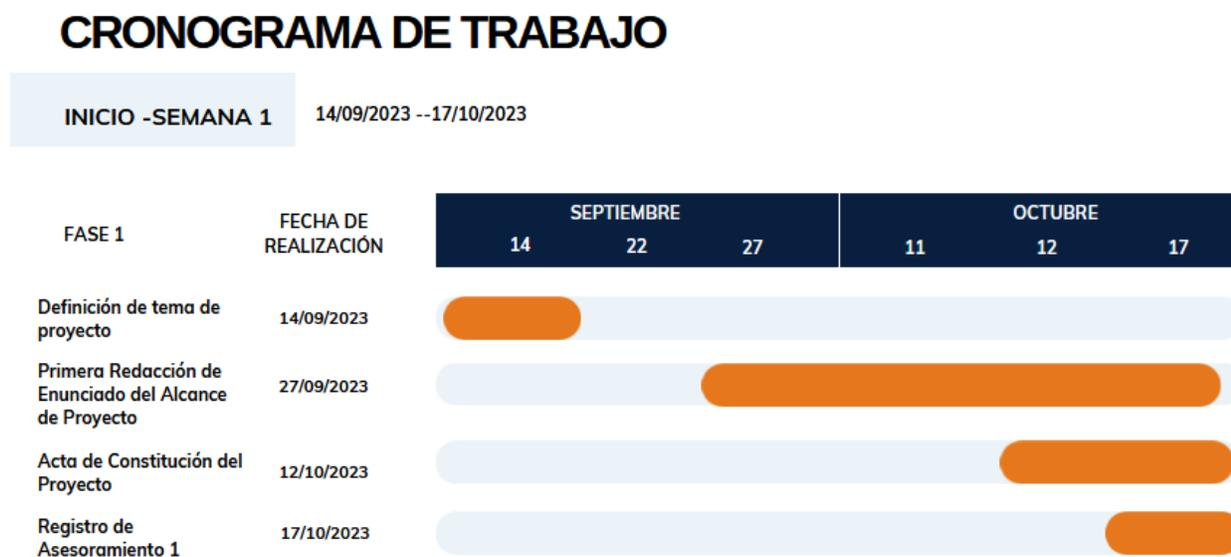 CRONOGRAMA DE TRABAJO
INICIO -SEMANA 1
14/09/2023 --17/10/2023
FASE 1
FECHA DE
REALIZACIÓN
SEPTIEMBRE
OCTUBRE
14
22
27
11
12
17
Definición de tema de
proyecto
14/09/2023
Primera Redacción de
Enunciado del Alcance
de Proyecto
27/09/2023
Acta de Constitución del
Proyecto
12/10/2023
Registro de
Asesoramiento 1
17/10/2023